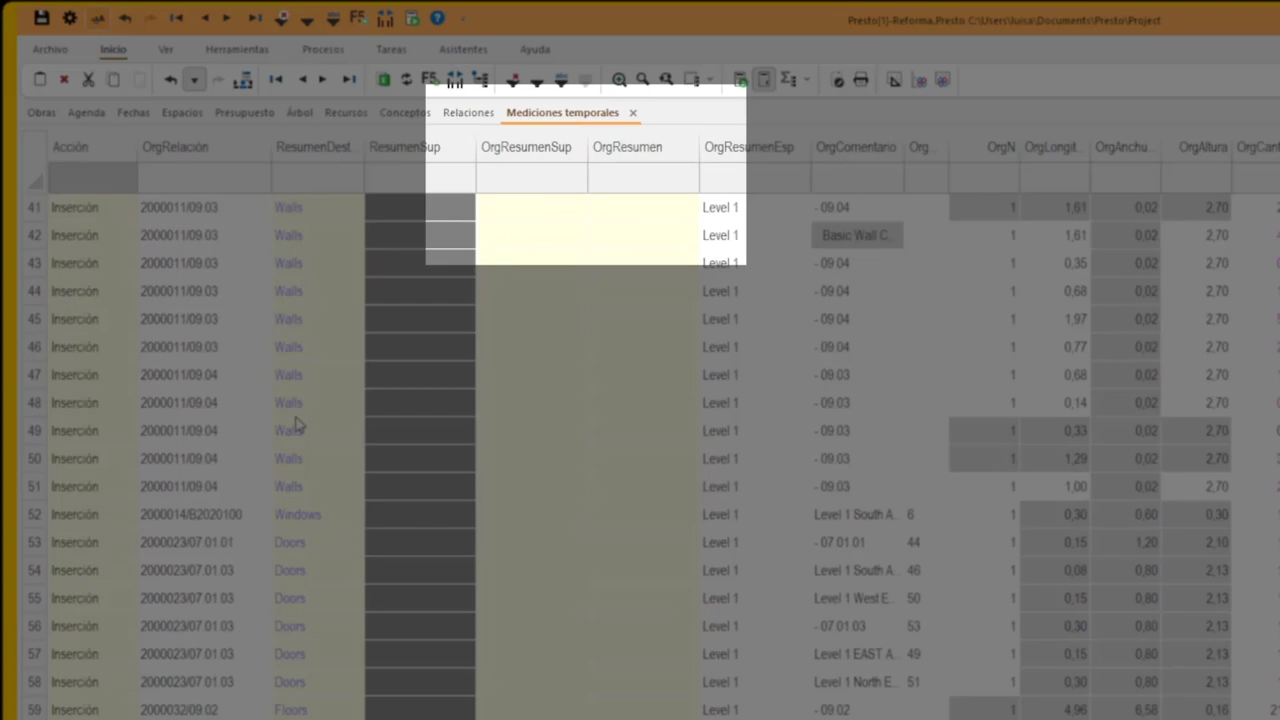 Presto[1]-Reforma.Presto C:\Users\luisa\Documents\Presto\Project
Archivo Inicio Ver Herramientas Procesos Tareas Asistentes Ayuda
Obras Agenda Fechas Espacios Presupuesto Árbol Recursos Conceptos Relaciones Mediciones temporales
Acción OrgRelación ResumenDest... ResumenSup OrgResumenSup OrgResumen OrgResumenEsp OrgComentario Org... OrgN OrgLongit... OrgAnchu... OrgAltura OrgCant
41 Inserción 2000011/09.03 Walls Level 1 - 09.04 1 1,61 0,02 2,70
42 Inserción 2000011/09.03 Walls Level 1 Basic Wall C... 1 1,61 0,02 2,70
43 Inserción 2000011/09.03 Walls Level 1 - 09.04 1 0,35 0,02 2,70
44 Inserción 2000011/09.03 Walls Level 1 - 09.04 1 0,68 0,02 2,70
45 Inserción 2000011/09.03 Walls Level 1 - 09.04 1 1,97 0,02 2,70
46 Inserción 2000011/09.03 Walls Level 1 - 09.04 1 0,77 0,02 2,70
47 Inserción 2000011/09.04 Walls Level 1 - 09.03 1 0,68 0,02 2,70
48 Inserción 2000011/09.04 Walls Level 1 - 09.03 1 0,14 0,02 2,70
49 Inserción 2000011/09.04 Walls Level 1 - 09.03 1 0,33 0,02 2,70
50 Inserción 2000011/09.04 Walls Level 1 - 09.03 1 1,29 0,02 2,70
51 Inserción 2000011/09.04 Walls Level 1 - 09.03 1 1,00 0,02 2,70
52 Inserción 2000014/B2020100 Windows Level 1 Level 1 South A... 6 1 0,30 0,60 0,30
53 Inserción 2000023/07.01.01 Doors Level 1 - 07.01.01 44 1 0,15 1,20 2,10
54 Inserción 2000023/07.01.03 Doors Level 1 Level 1 South A... 46 1 0,08 0,80 2,13
55 Inserción 2000023/07.01.03 Doors Level 1 Level 1 West E... 50 1 0,15 0,80 2,13
56 Inserción 2000023/07.01.03 Doors Level 1 - 07.01.03 53 1 0,30 0,80 2,13
57 Inserción 2000023/07.01.03 Doors Level 1 Level 1 EAST A... 49 1 0,15 0,80 2,13
58 Inserción 2000023/07.01.03 Doors Level 1 Level 1 North E... 51 1 0,30 0,80 2,13
59 Inserción 2000032/09.02 Floors Level 1 - 09.02 1 4,96 6,58 0,16